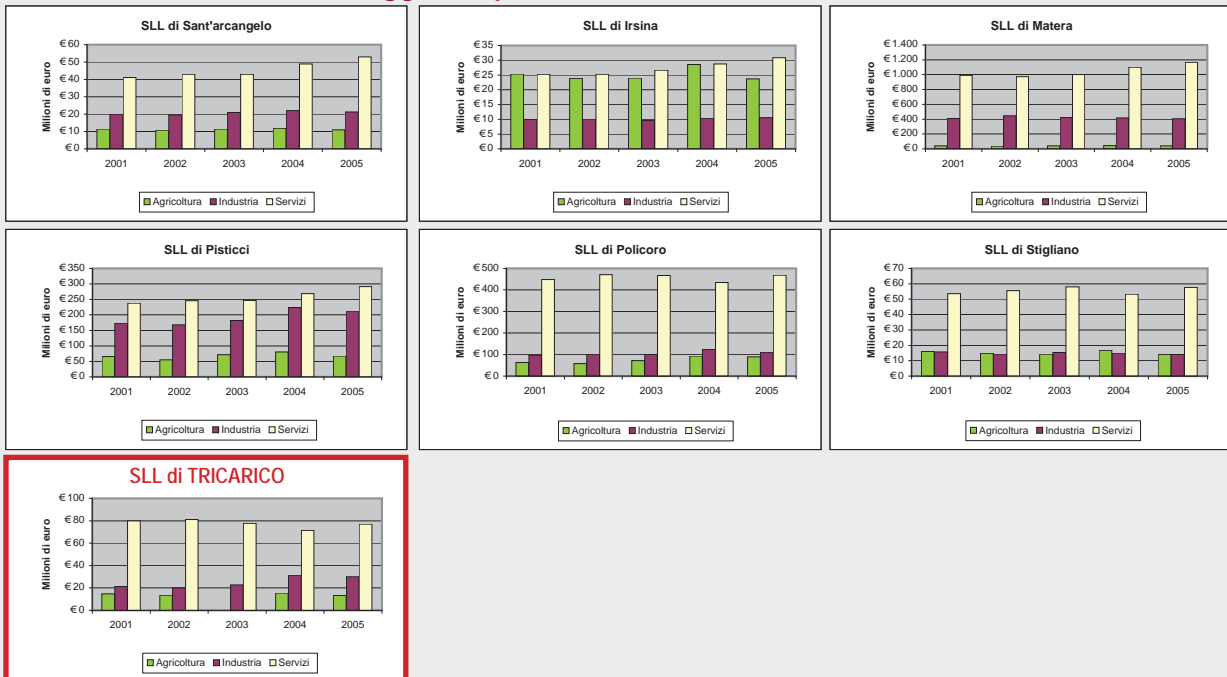 SLL di Sant'arcangelo
Milioni di euro
€60
€50
€40
€30
€20
€10
€0
2001 2002 2003 2004 2005
Agricoltura Industria Servizi
SLL di Irsina
Milioni di euro
€35
€30
€25
€20
€15
€10
€5
€0
2001 2002 2003 2004 2005
Agricoltura Industria Servizi
SLL di Matera
Milioni di euro
€1.400
€1.000
€800
€600
€400
€200
€0
2001 2002 2003 2004 2005
Agricoltura Industria Servizi
SLL di Pisticci
Milioni di euro
€350
€300
€250
€200
€150
€100
€50
€0
2001 2002 2003 2004 2005
Agricoltura Industria Servizi
SLL di Policoro
Milioni di euro
€500
€400
€300
€200
€100
€0
2001 2002 2003 2004 2005
Agricoltura Industria Servizi
SLL di Stigliano
Milioni di euro
€70
€60
€50
€40
€30
€20
€10
€0
2001 2002 2003 2004 2005
Agricoltura Industria Servizi
SLL di TRICARICO
Milioni di euro
€100
€80
€60
€40
€20
€0
2001 2002 2003 2004 2005
Agricoltura Industria Servizi